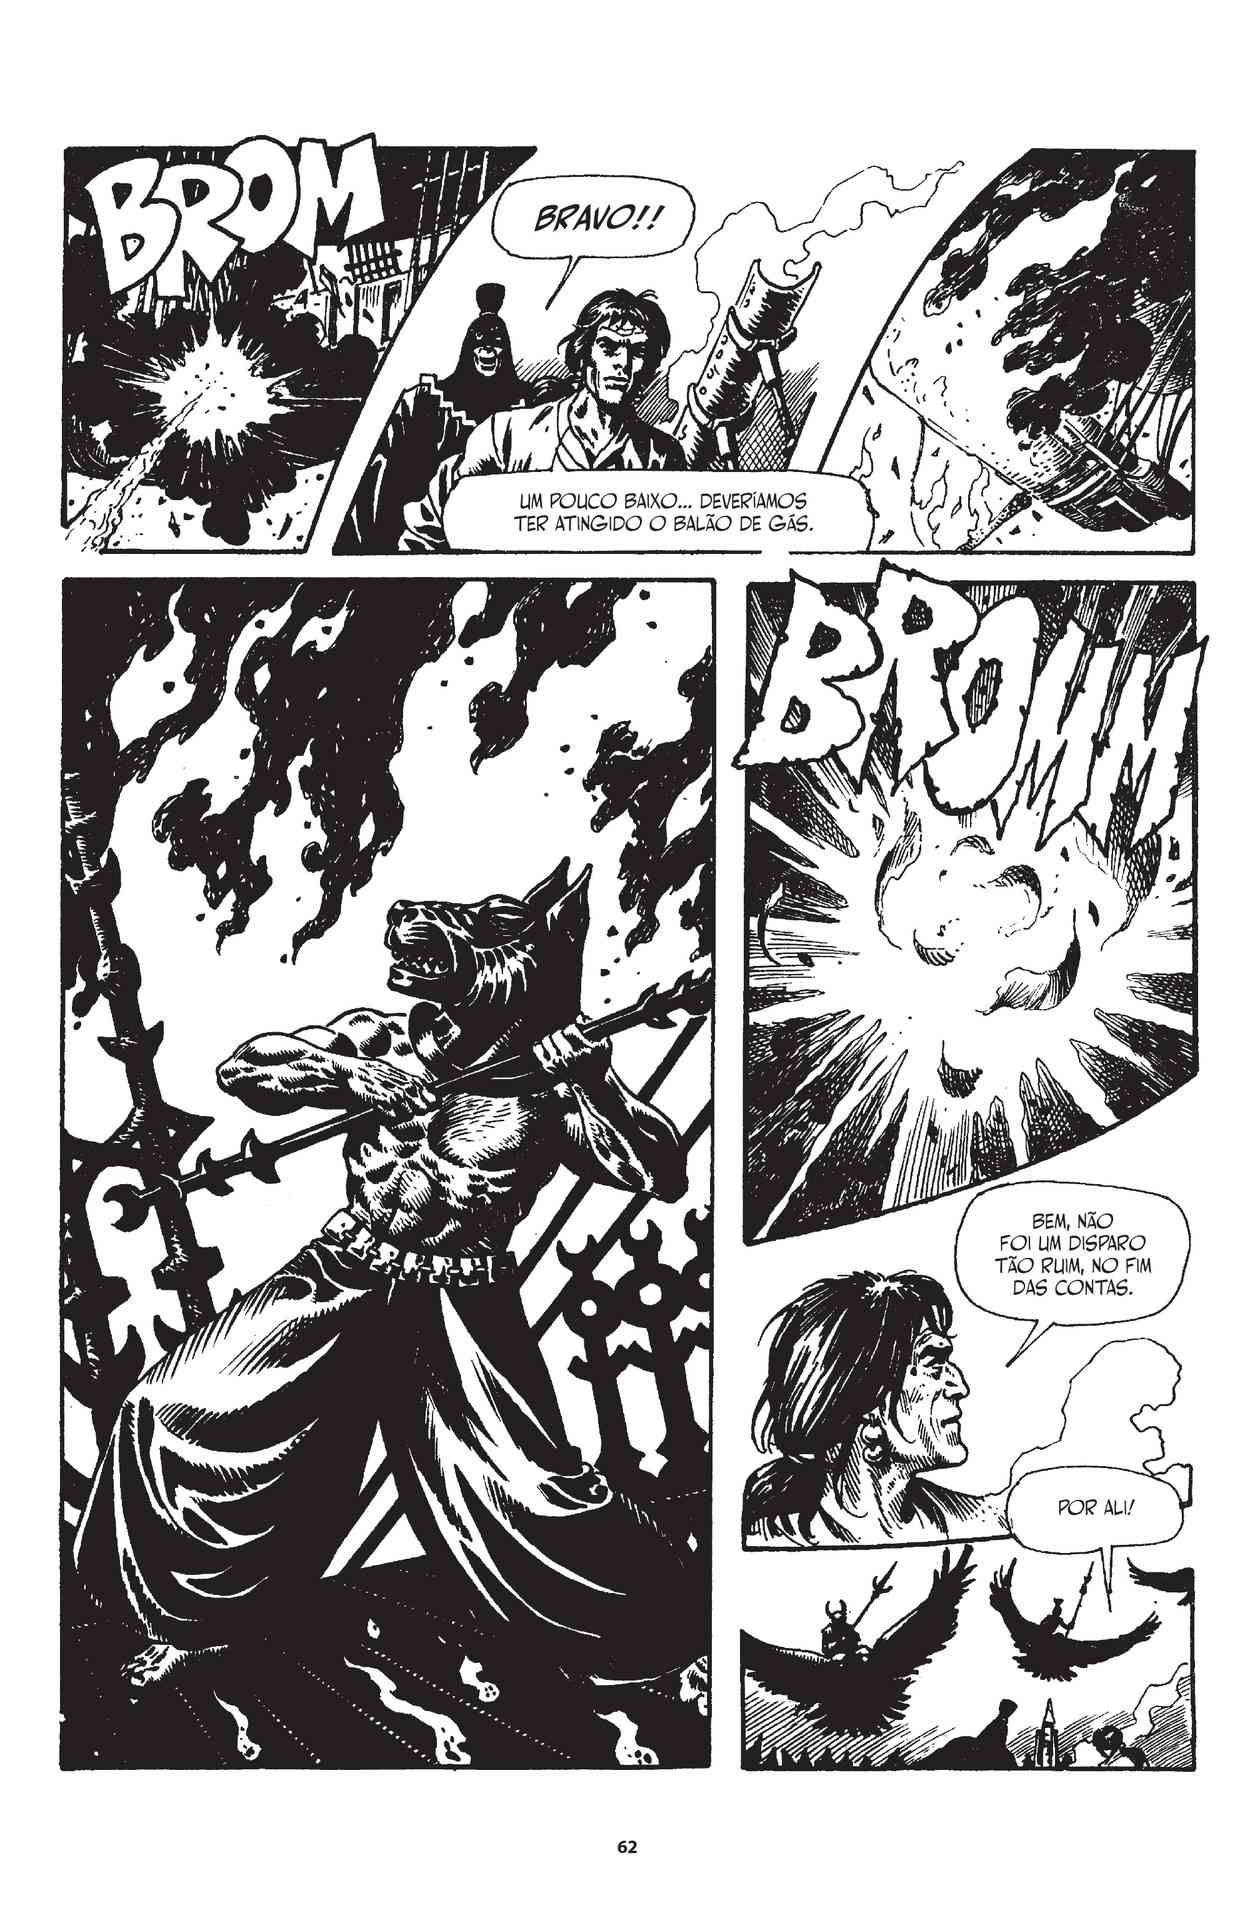 BROM
BRAVO!!
UM POUCO BAIXO... DEVERÍAMOS
TER ATINGIDO O BALÃO DE GÁS.
BROMM
BEM, NÃO
FOI UM DISPARO
TÃO RUIM, NO FIM
DAS CONTAS.
POR ALI!
62